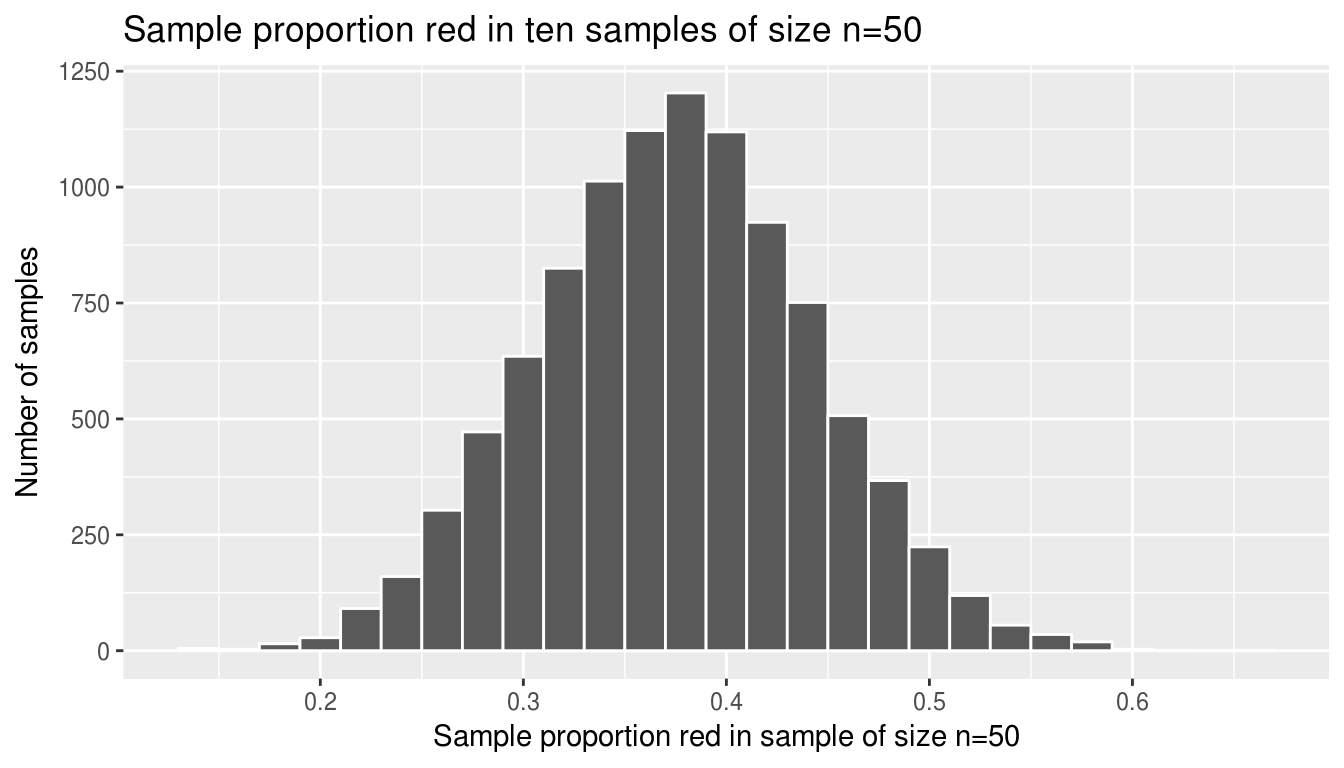 Sample proportion red in ten samples of size n=50
1250
1000
750
500
250
0
Number of samples
0.2 0.3 0.4 0.5 0.6
Sample proportion red in sample of size n=50